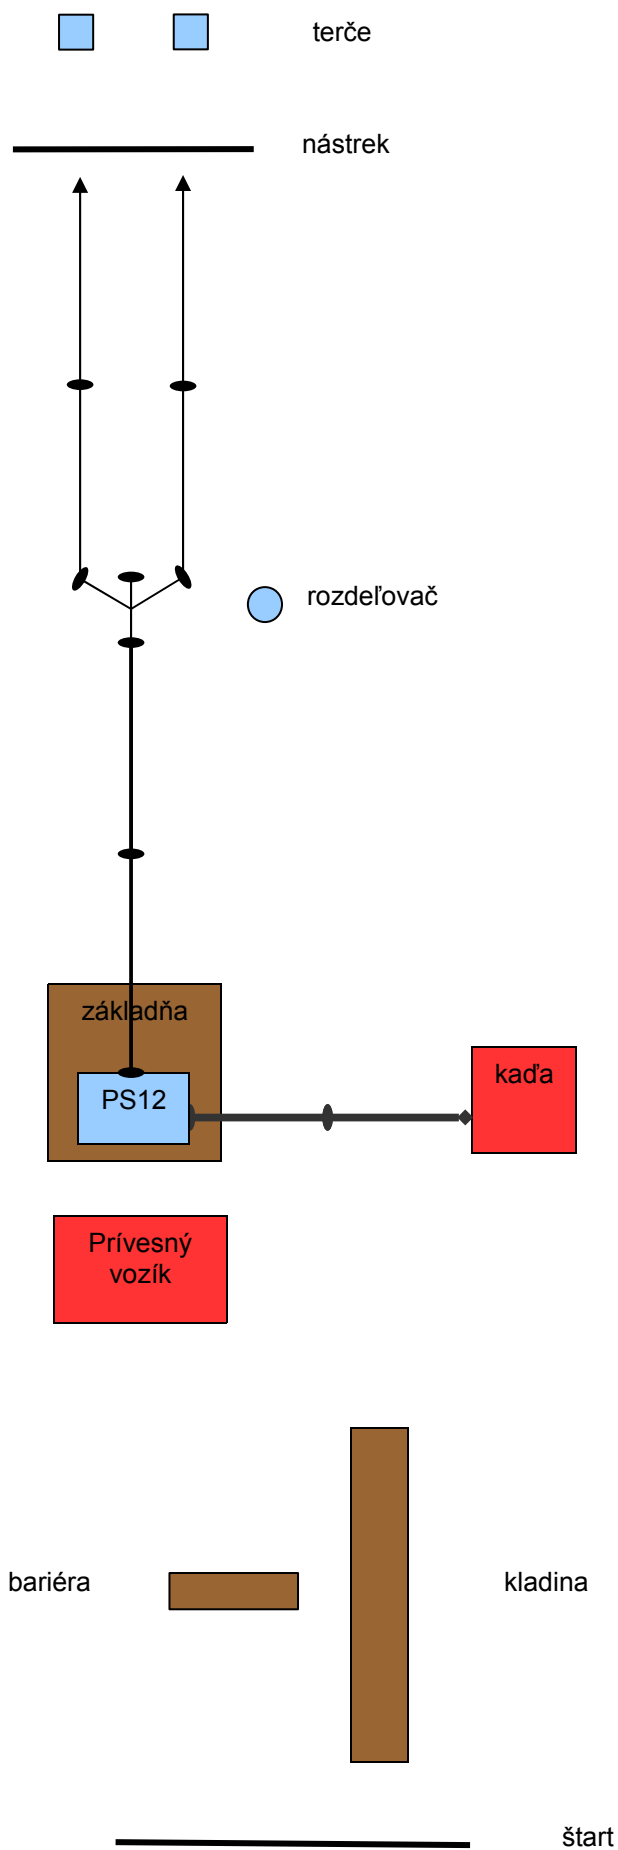 terče
nástrek
rozdeľovač
základňa
kaďa
PS12
Prívesný
vozík
bariéra
kladina
štart